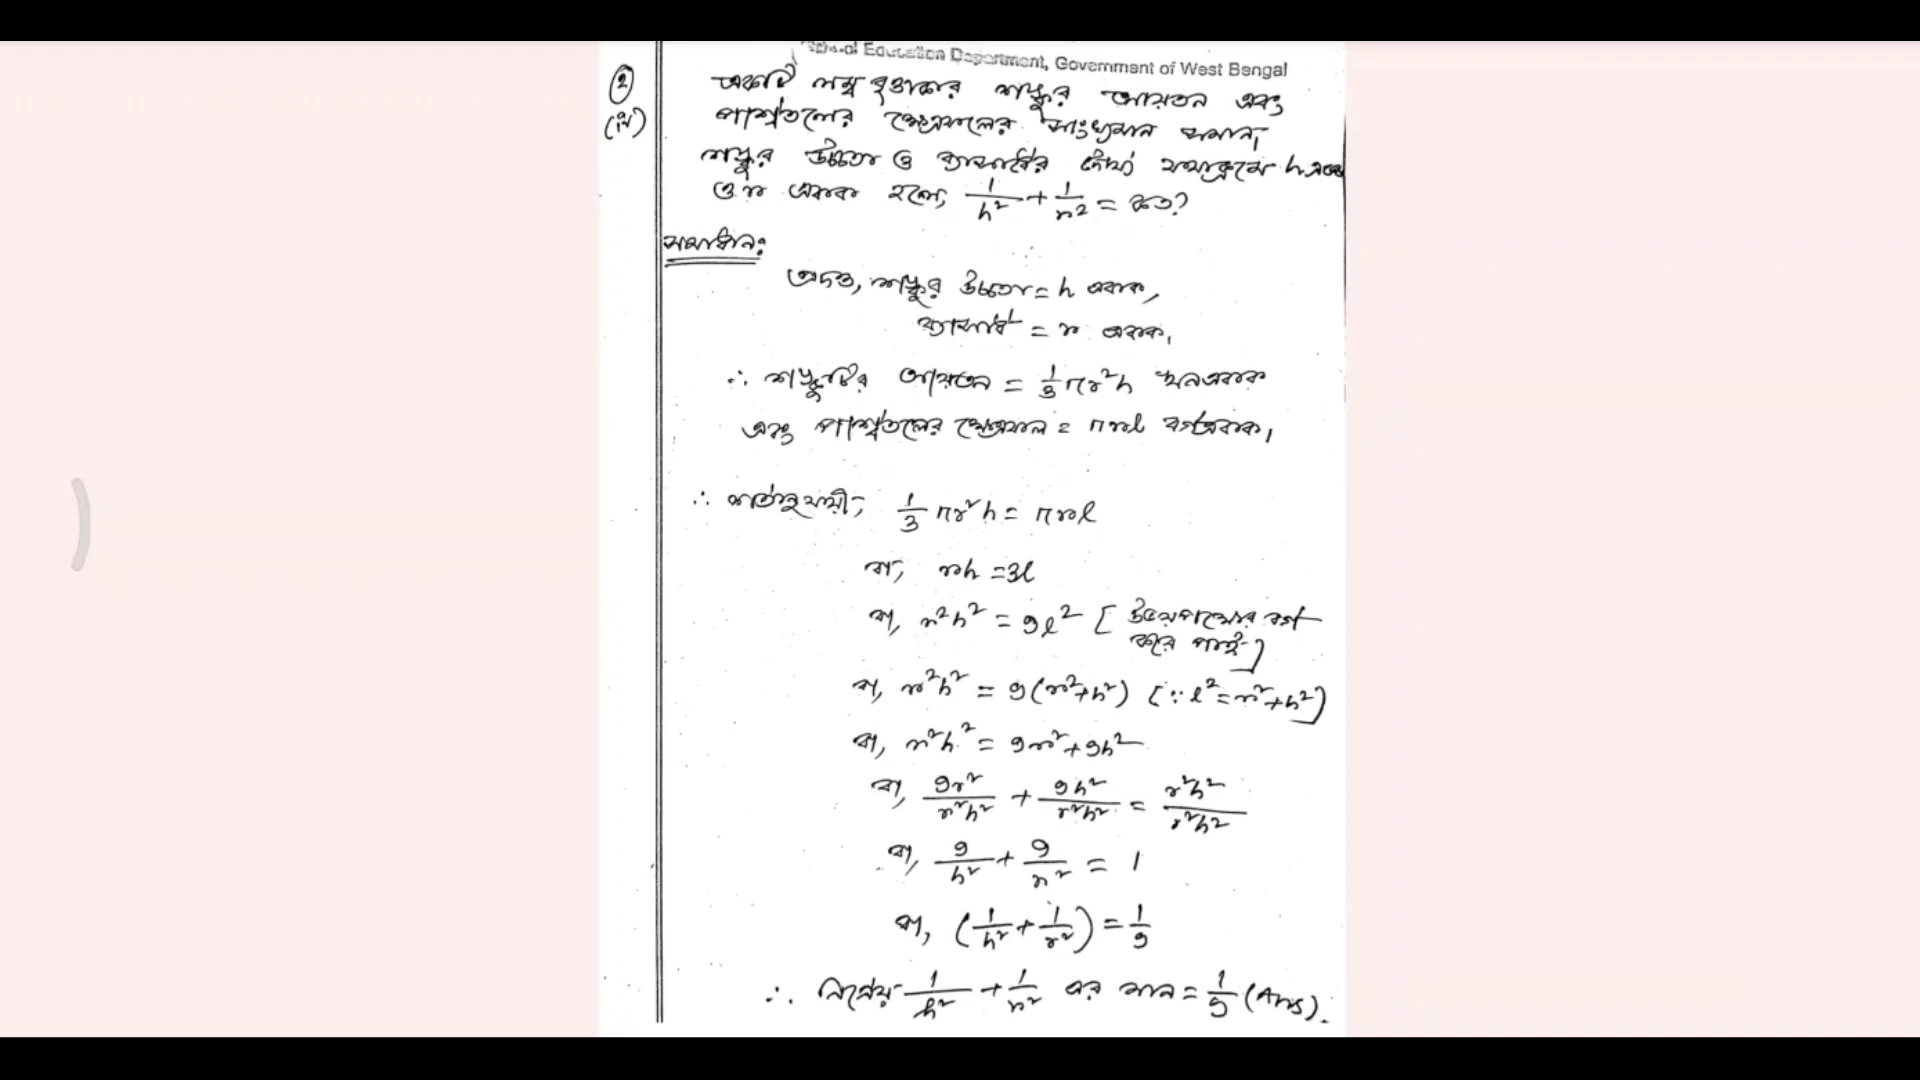 School Education Department, Government of West Bengal
২
(iv)
একটি লম্ব বৃত্তাকার শঙ্কুর আয়তন এবং
পার্শ্বতলের ক্ষেত্রফলের সাংখ্যমান সমান,
শঙ্কুর উচ্চতা ও ব্যাসার্ধের দৈর্ঘ্য যথাক্রমে h একক
ও r একক হলে, 1/h² + 1/r² = কত?
সমাধান:
প্রদত্ত, শঙ্কুর উচ্চতা = h একক,
ব্যাসার্ধ = r একক,
∴ শঙ্কুটির আয়তন = 1/3 πr²h ঘনএকক
এবং পার্শ্বতলের ক্ষেত্রফল = πrl বর্গএকক,
∴ শর্তানুযায়ী, 1/3 πr²h = πrl
বা, rh = 3l
বা, r²h² = 9l² [উভয়পক্ষের বর্গ
করে পাই]
বা, r²h² = 9(r²+h²) [∵ l² = r²+h²]
বা, r²h² = 9r²+9h²
বা, 9r²/r²h² + 9h²/r²h² = r²h²/r²h²
বা, 9/h² + 9/r² = 1
বা, (1/h² + 1/r²) = 1/9
∴ নির্ণেয় 1/h² + 1/r² এর মান = 1/9 (Ans).